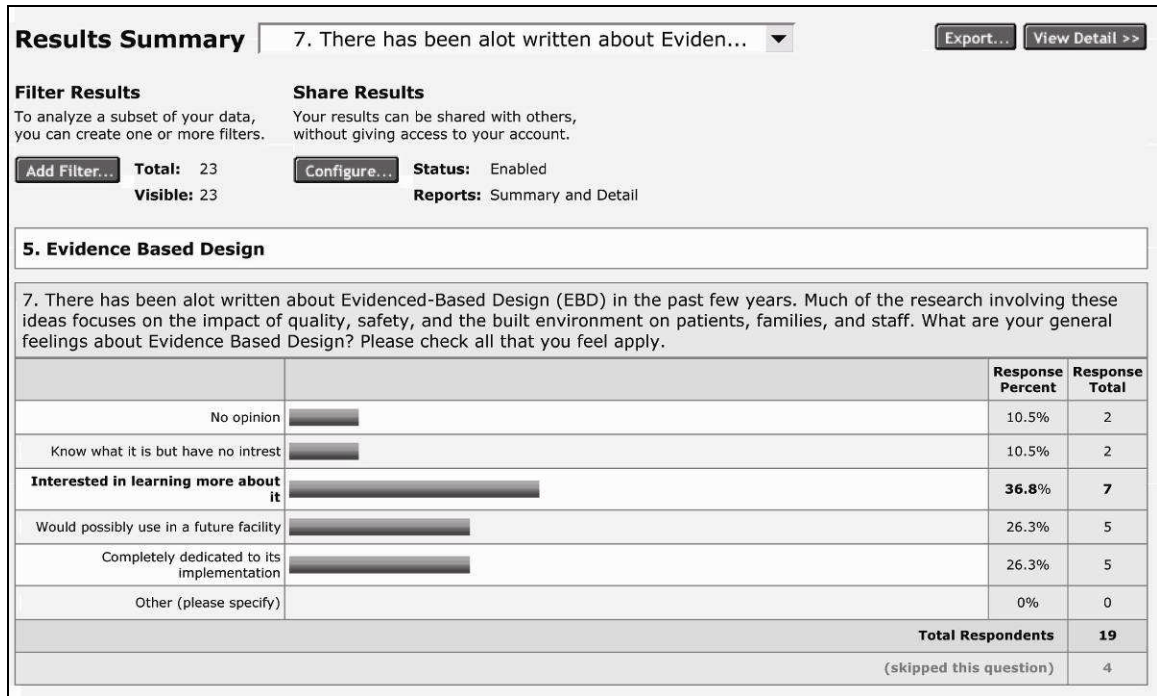 Results Summary 7. There has been alot written about Eviden... Export... View Detail >>
Filter Results Share Results
To analyze a subset of your data, Your results can be shared with others,
you can create one or more filters. without giving access to your account.
Add Filter... Total: 23 Configure... Status: Enabled
Visible: 23 Reports: Summary and Detail
5. Evidence Based Design
7. There has been alot written about Evidenced-Based Design (EBD) in the past few years. Much of the research involving these
ideas focuses on the impact of quality, safety, and the built environment on patients, families, and staff. What are your general
feelings about Evidence Based Design? Please check all that you feel apply.
Response Response
Percent Total
No opinion 10.5% 2
Know what it is but have no intrest 10.5% 2
Interested in learning more about
it 36.8% 7
Would possibly use in a future facility 26.3% 5
Completely dedicated to its
implementation 26.3% 5
Other (please specify) 0% 0
Total Respondents 19
(skipped this question) 4